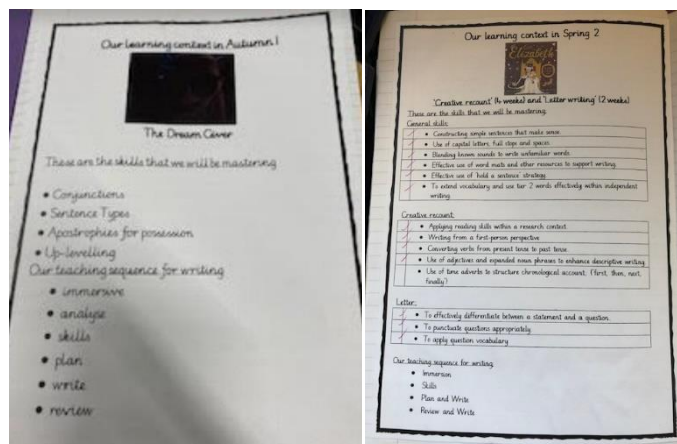 Our learning context in Autumn 1
The Dream Giver
These are the skills that we will be mastering
• Conjunctions
• Sentence Types
• Apostrophies for possession
• Up-levelling
Our teaching sequence for writing
• immersive
• analyse
• skills
• plan
• write
• review
Our learning context in Spring 2
Elizabeth
'Creative recount' (4 weeks) and 'Letter writing' (2 weeks)
These are the skills that we will be mastering.
General skills:
• Constructing simple sentences that make sense.
• Use of capital letters, full stops and spaces.
• Blending known sounds to write unfamiliar words.
• Effective use of word mats and other resources to support writing.
• Effective use of 'hold a sentence' strategy.
• To extend vocabulary and use tier 2 words effectively within independent
writing.
Creative recount:
• Applying reading skills within a research context.
• Writing from a first-person perspective
• Converting verbs from present tense to past tense.
• Use of adjectives and expanded noun phrases to enhance descriptive writing
• Use of time adverbs to structure chronological account. ('first, then, next,
finally')
Letter:
• To effectively differentiate between a statement and a question.
• To punctuate questions appropriately.
• To apply question vocabulary
Our teaching sequence for writing:
• Immersion
• Skills
• Plan and Write
• Review and Write